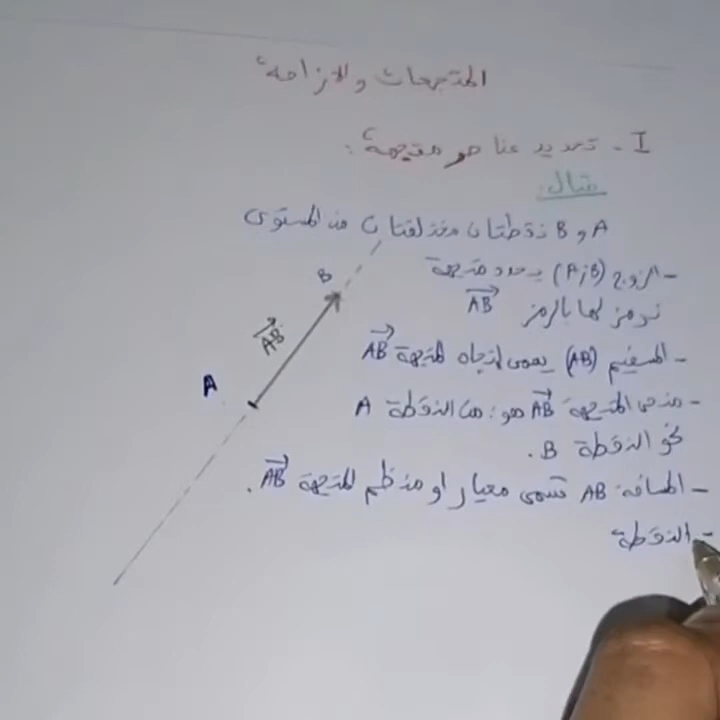 المتجهات والازاحة
I - تحديد عناصر متجهة:
مثال:
A و B نقطتان مختلفتان من المستوى
- الزوج (A;B) يحدد متجهة
نرمز لها بالرمز AB
- المستقيم (AB) يسمى اتجاه المتجهة AB
- منحى المتجهة AB هو: من النقطة A
نحو النقطة B.
- المسافة AB تسمى معيار او منظم المتجهة AB.
- النقطة
B
AB
A